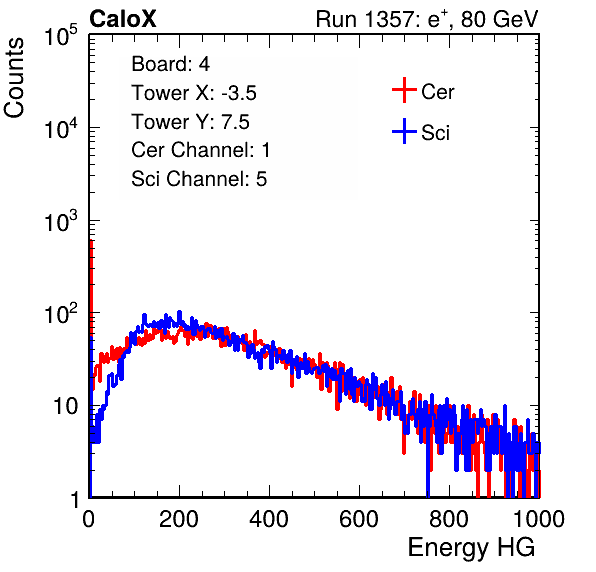 CaloX Run 1357: e⁺, 80 GeV
Counts
10⁵
10⁴
10³
10²
10
1
Board: 4
Tower X: -3.5
Tower Y: 7.5
Cer Channel: 1
Sci Channel: 5
Cer
Sci
0 200 400 600 800 1000
Energy HG